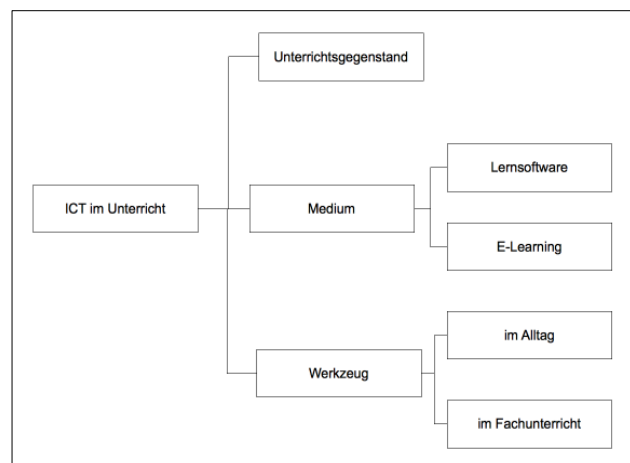 Unterrichtsgegenstand
Lernsoftware
ICT im Unterricht
Medium
E-Learning
im Alltag
Werkzeug
im Fachunterricht